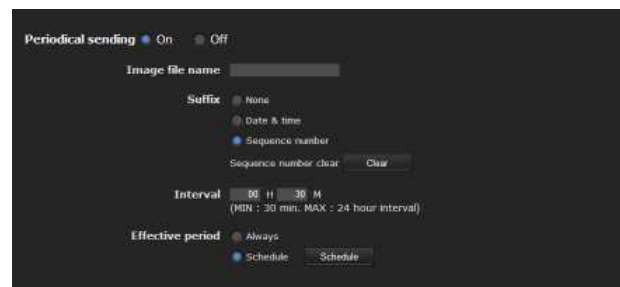 Periodical sending On Off
Image file name
Suffix None
Date & time
Sequence number
Sequence number clear Clear
Interval 00 H 30 M
(MIN : 30 min. MAX : 24 hour interval)
Effective period Always
Schedule Schedule